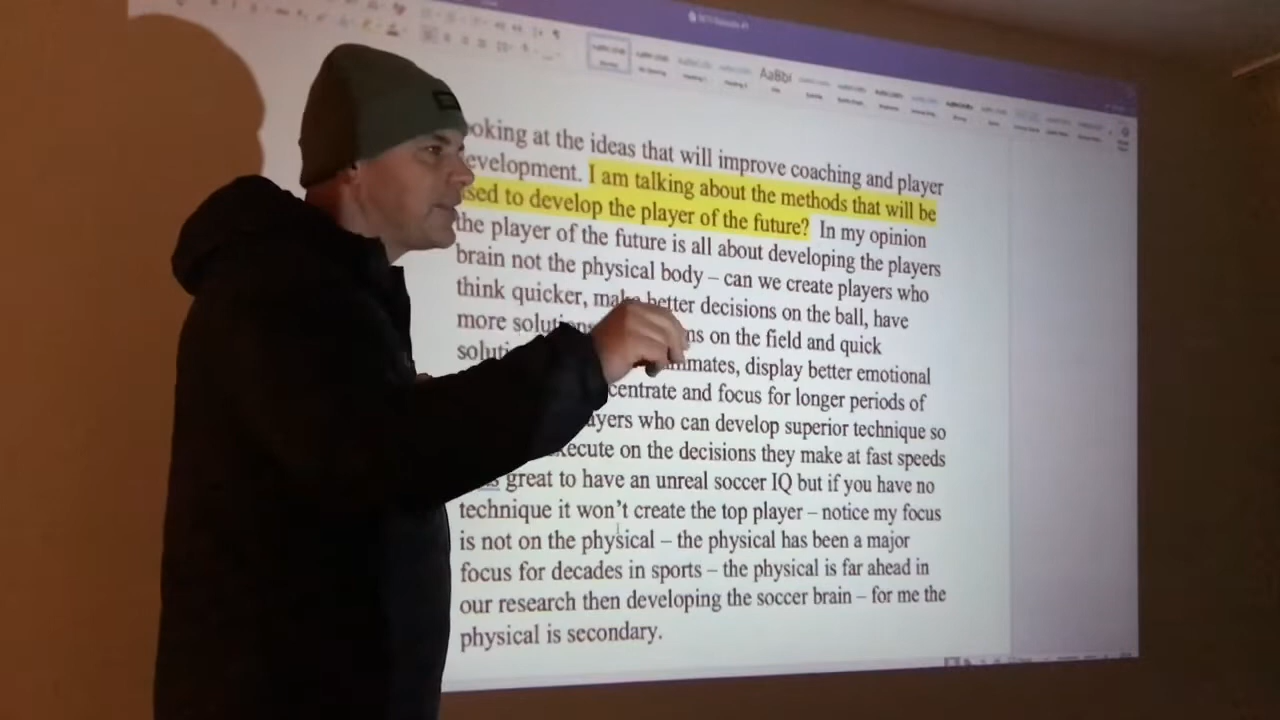 AaBbI
oking at the ideas that will improve coaching and player
evelopment. I am talking about the methods that will be
sed to develop the player of the future? In my opinion
the player of the future is all about developing the players
brain not the physical body – can we create players who
think quicker, make better decisions on the ball, have
more solutions ns on the field and quick
soluti mmates, display better emotional
centrate and focus for longer periods of
ayers who can develop superior technique so
xecute on the decisions they make at fast speeds
great to have an unreal soccer IQ but if you have no
technique it won't create the top player – notice my focus
is not on the physical – the physical has been a major
focus for decades in sports – the physical is far ahead in
our research then developing the soccer brain – for me the
physical is secondary.